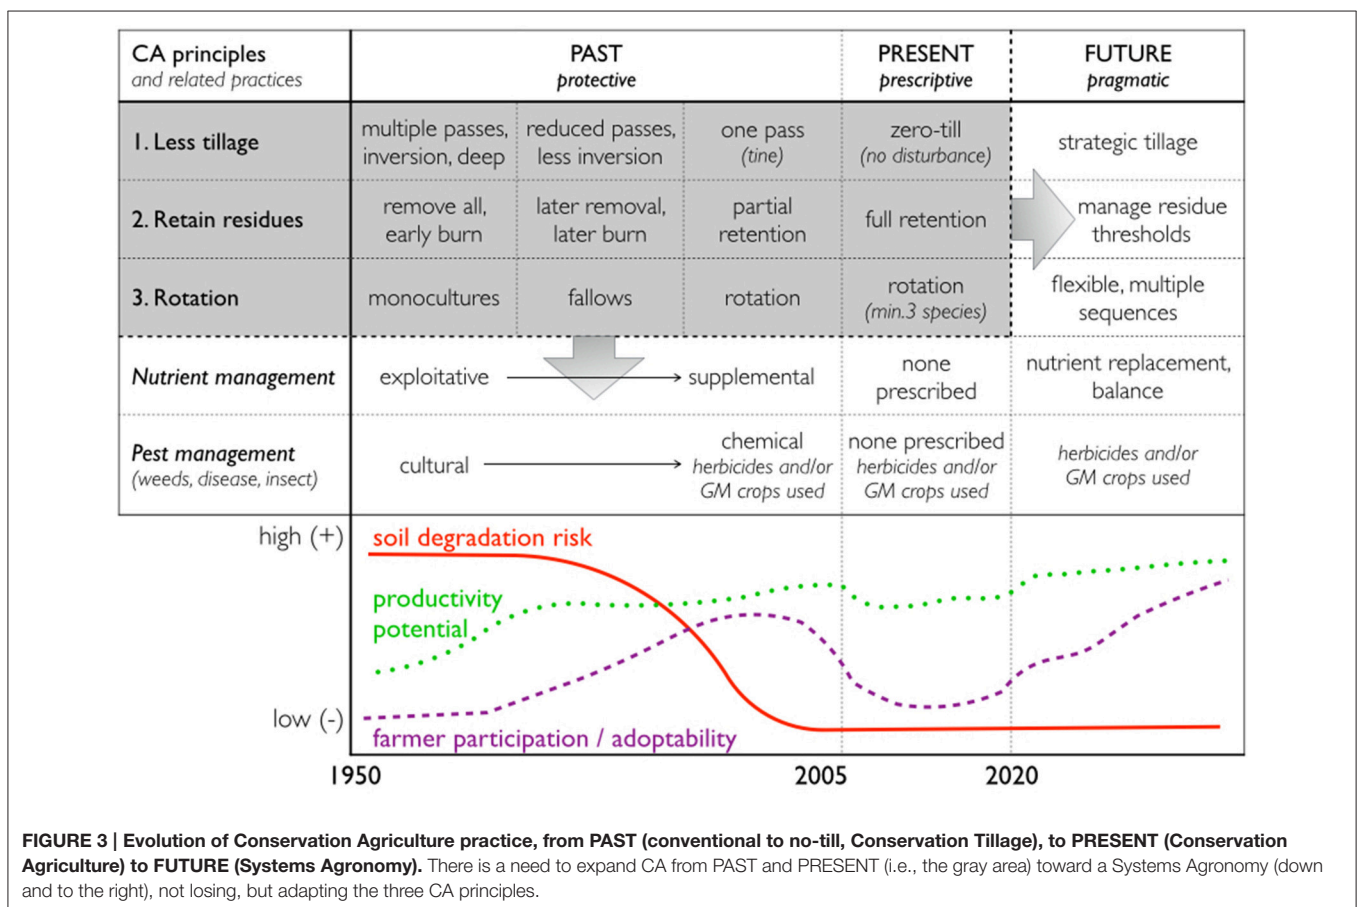 CA principles
and related practices
PAST
protective
PRESENT
prescriptive
FUTURE
pragmatic
1. Less tillage
multiple passes,
inversion, deep
reduced passes,
less inversion
one pass
(tine)
zero-till
(no disturbance)
strategic tillage
2. Retain residues
remove all,
early burn
later removal,
later burn
partial
retention
full retention
manage residue
thresholds
3. Rotation
monocultures
fallows
rotation
rotation
(min.3 species)
flexible, multiple
sequences
Nutrient management
exploitative
supplemental
none
prescribed
nutrient replacement,
balance
Pest management
(weeds, disease, insect)
cultural
chemical
herbicides and/or
GM crops used
none prescribed
herbicides and/or
GM crops used
herbicides and/or
GM crops used
high (+)
soil degradation risk
productivity
potential
low (-)
farmer participation / adoptability
1950
2005
2020
FIGURE 3 | Evolution of Conservation Agriculture practice, from PAST (conventional to no-till, Conservation Tillage), to PRESENT (Conservation
Agriculture) to FUTURE (Systems Agronomy). There is a need to expand CA from PAST and PRESENT (i.e., the gray area) toward a Systems Agronomy (down
and to the right), not losing, but adapting the three CA principles.